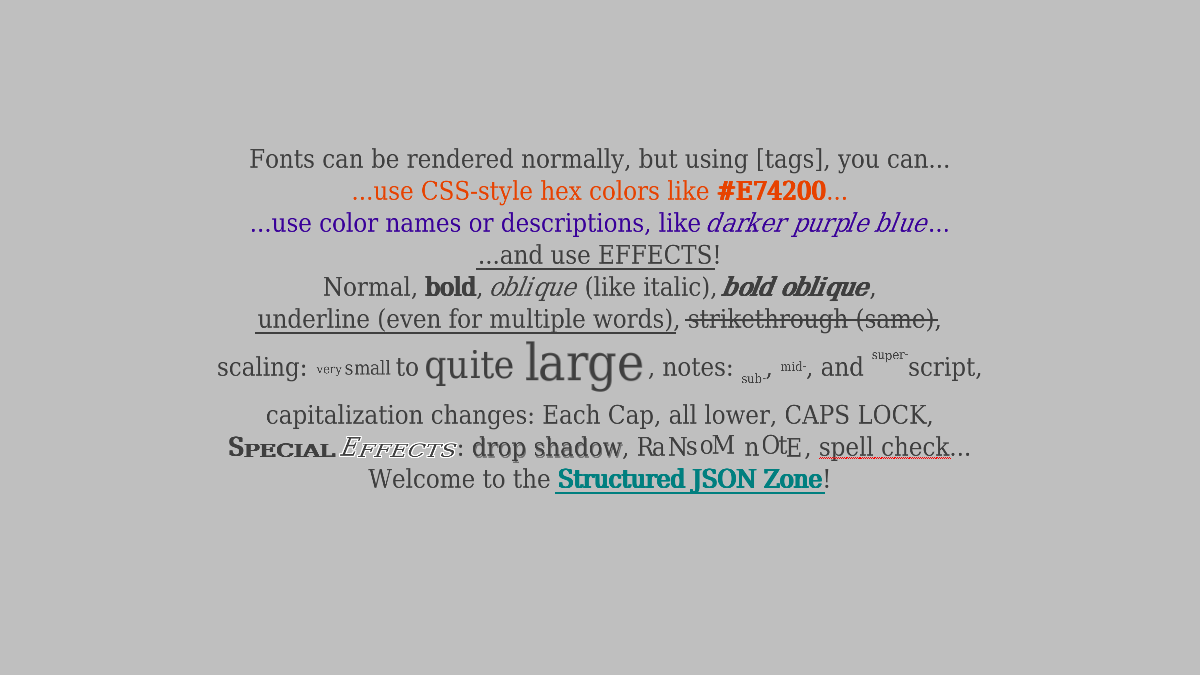 Fonts can be rendered normally, but using [tags], you can...
...use CSS-style hex colors like #E74200...
...use color names or descriptions, like darker purple blue...
...and use EFFECTS!
Normal, bold, oblique (like italic), bold oblique,
underline (even for multiple words), strikethrough (same),
scaling: very small to quite large, notes: sub-, mid-, and super-script,
capitalization changes: Each Cap, all lower, CAPS LOCK,
SPECIAL EFFECTS: drop shadow, RaNsoM nOtE, spell check...
Welcome to the Structured JSON Zone!